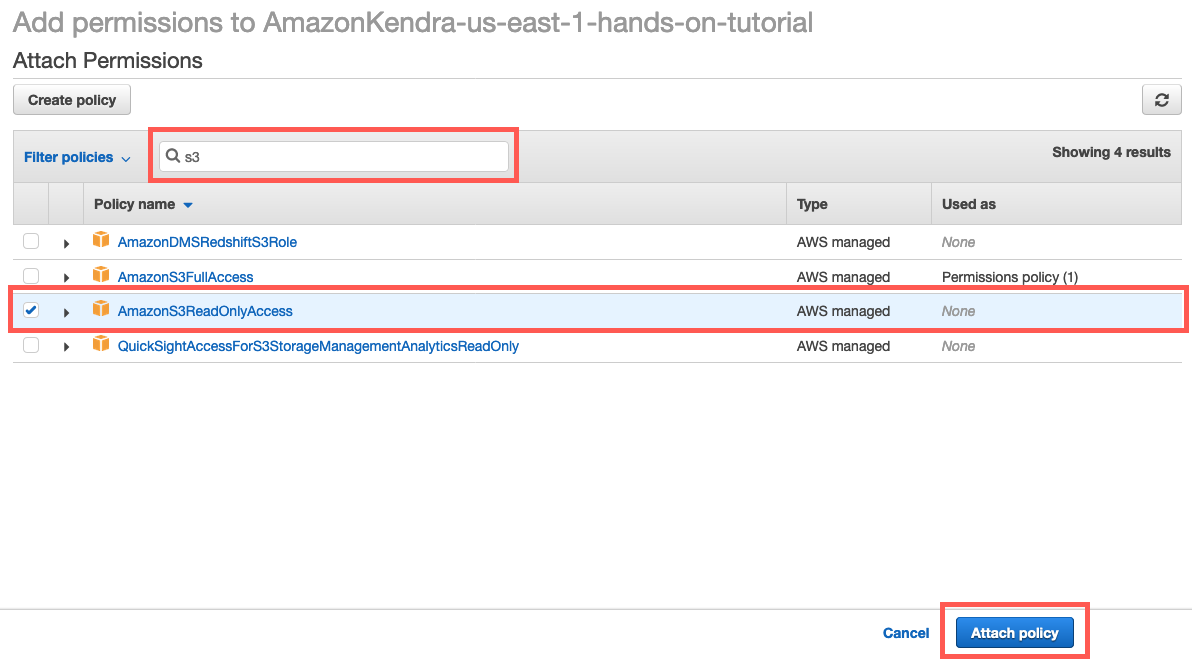 Add permissions to AmazonKendra-us-east-1-hands-on-tutorial
Attach Permissions
Create policy
Filter policies
s3
Showing 4 results
Policy name Type Used as
AmazonDMSRedshiftS3Role AWS managed None
AmazonS3FullAccess AWS managed Permissions policy (1)
AmazonS3ReadOnlyAccess AWS managed None
QuickSightAccessForS3StorageManagementAnalyticsReadOnly AWS managed None
Cancel Attach policy